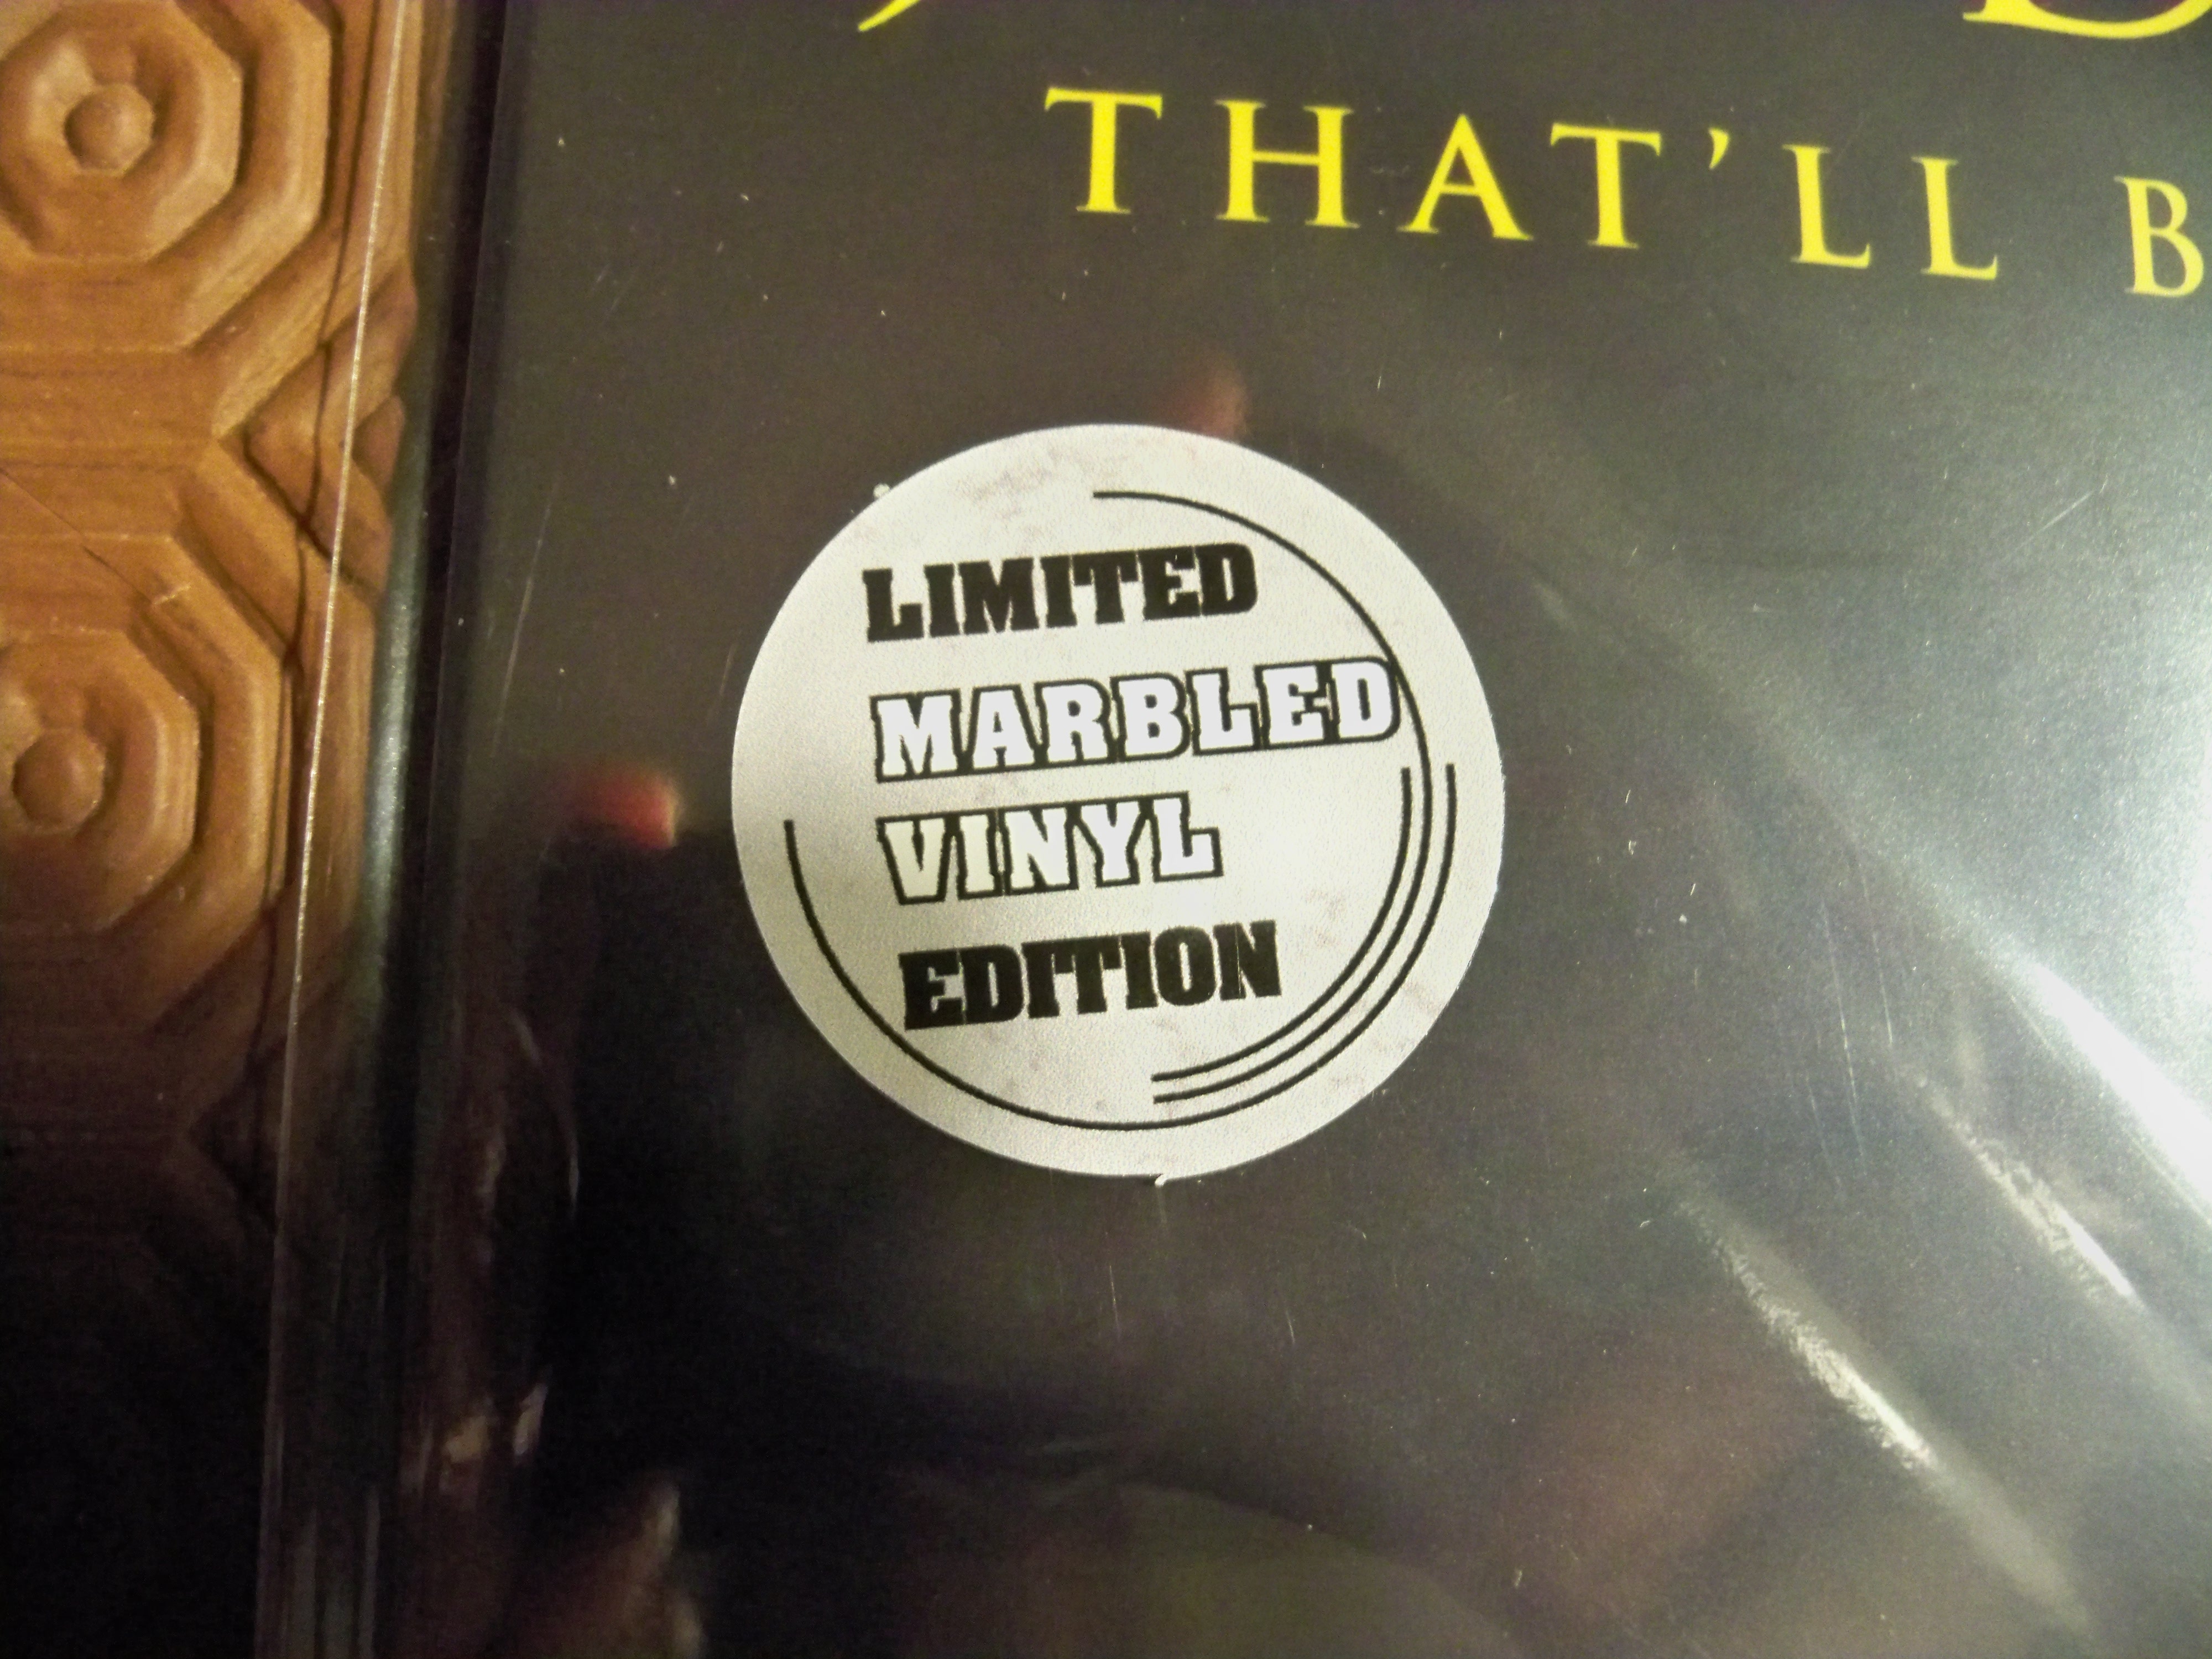 THAT'LL B
LIMITED
MARBLED
VINYL
EDITION